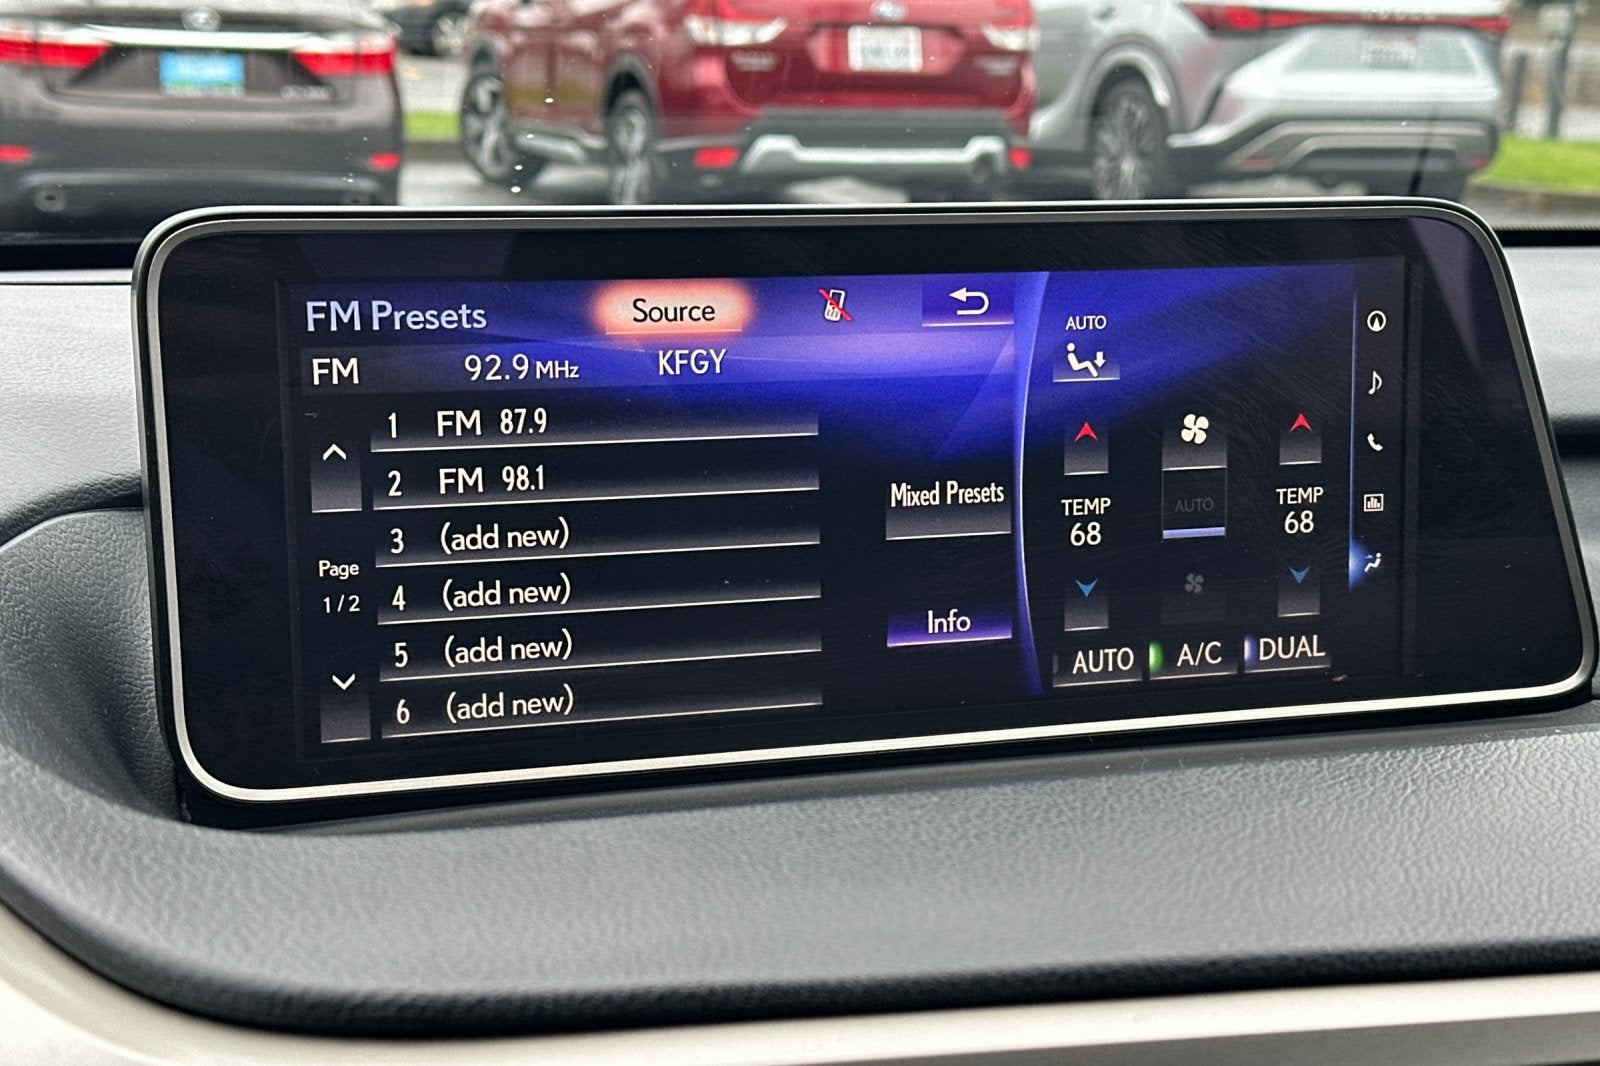 FM Presets
Source
FM 92.9 MHz KFGY
1 FM 87.9
2 FM 98.1
3 (add new)
4 (add new)
5 (add new)
6 (add new)
Page
1 / 2
Mixed Presets
Info
AUTO
TEMP
68
AUTO
TEMP
68
AUTO
A/C
DUAL